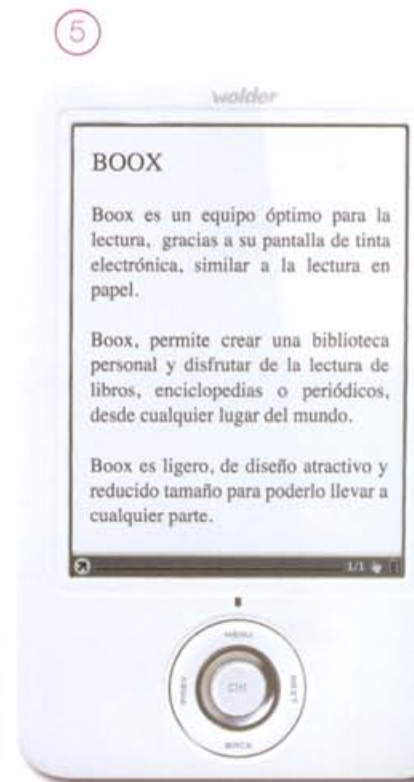 5
wolder
BOOX
Boox es un equipo óptimo para la
lectura, gracias a su pantalla de tinta
electrónica, similar a la lectura en
papel.
Boox, permite crear una biblioteca
personal y disfrutar de la lectura de
libros, enciclopedias o periódicos,
desde cualquier lugar del mundo.
Boox es ligero, de diseño atractivo y
reducido tamaño para poderlo llevar a
cualquier parte.
1/1
MENU
PREV OK NEXT
BACK